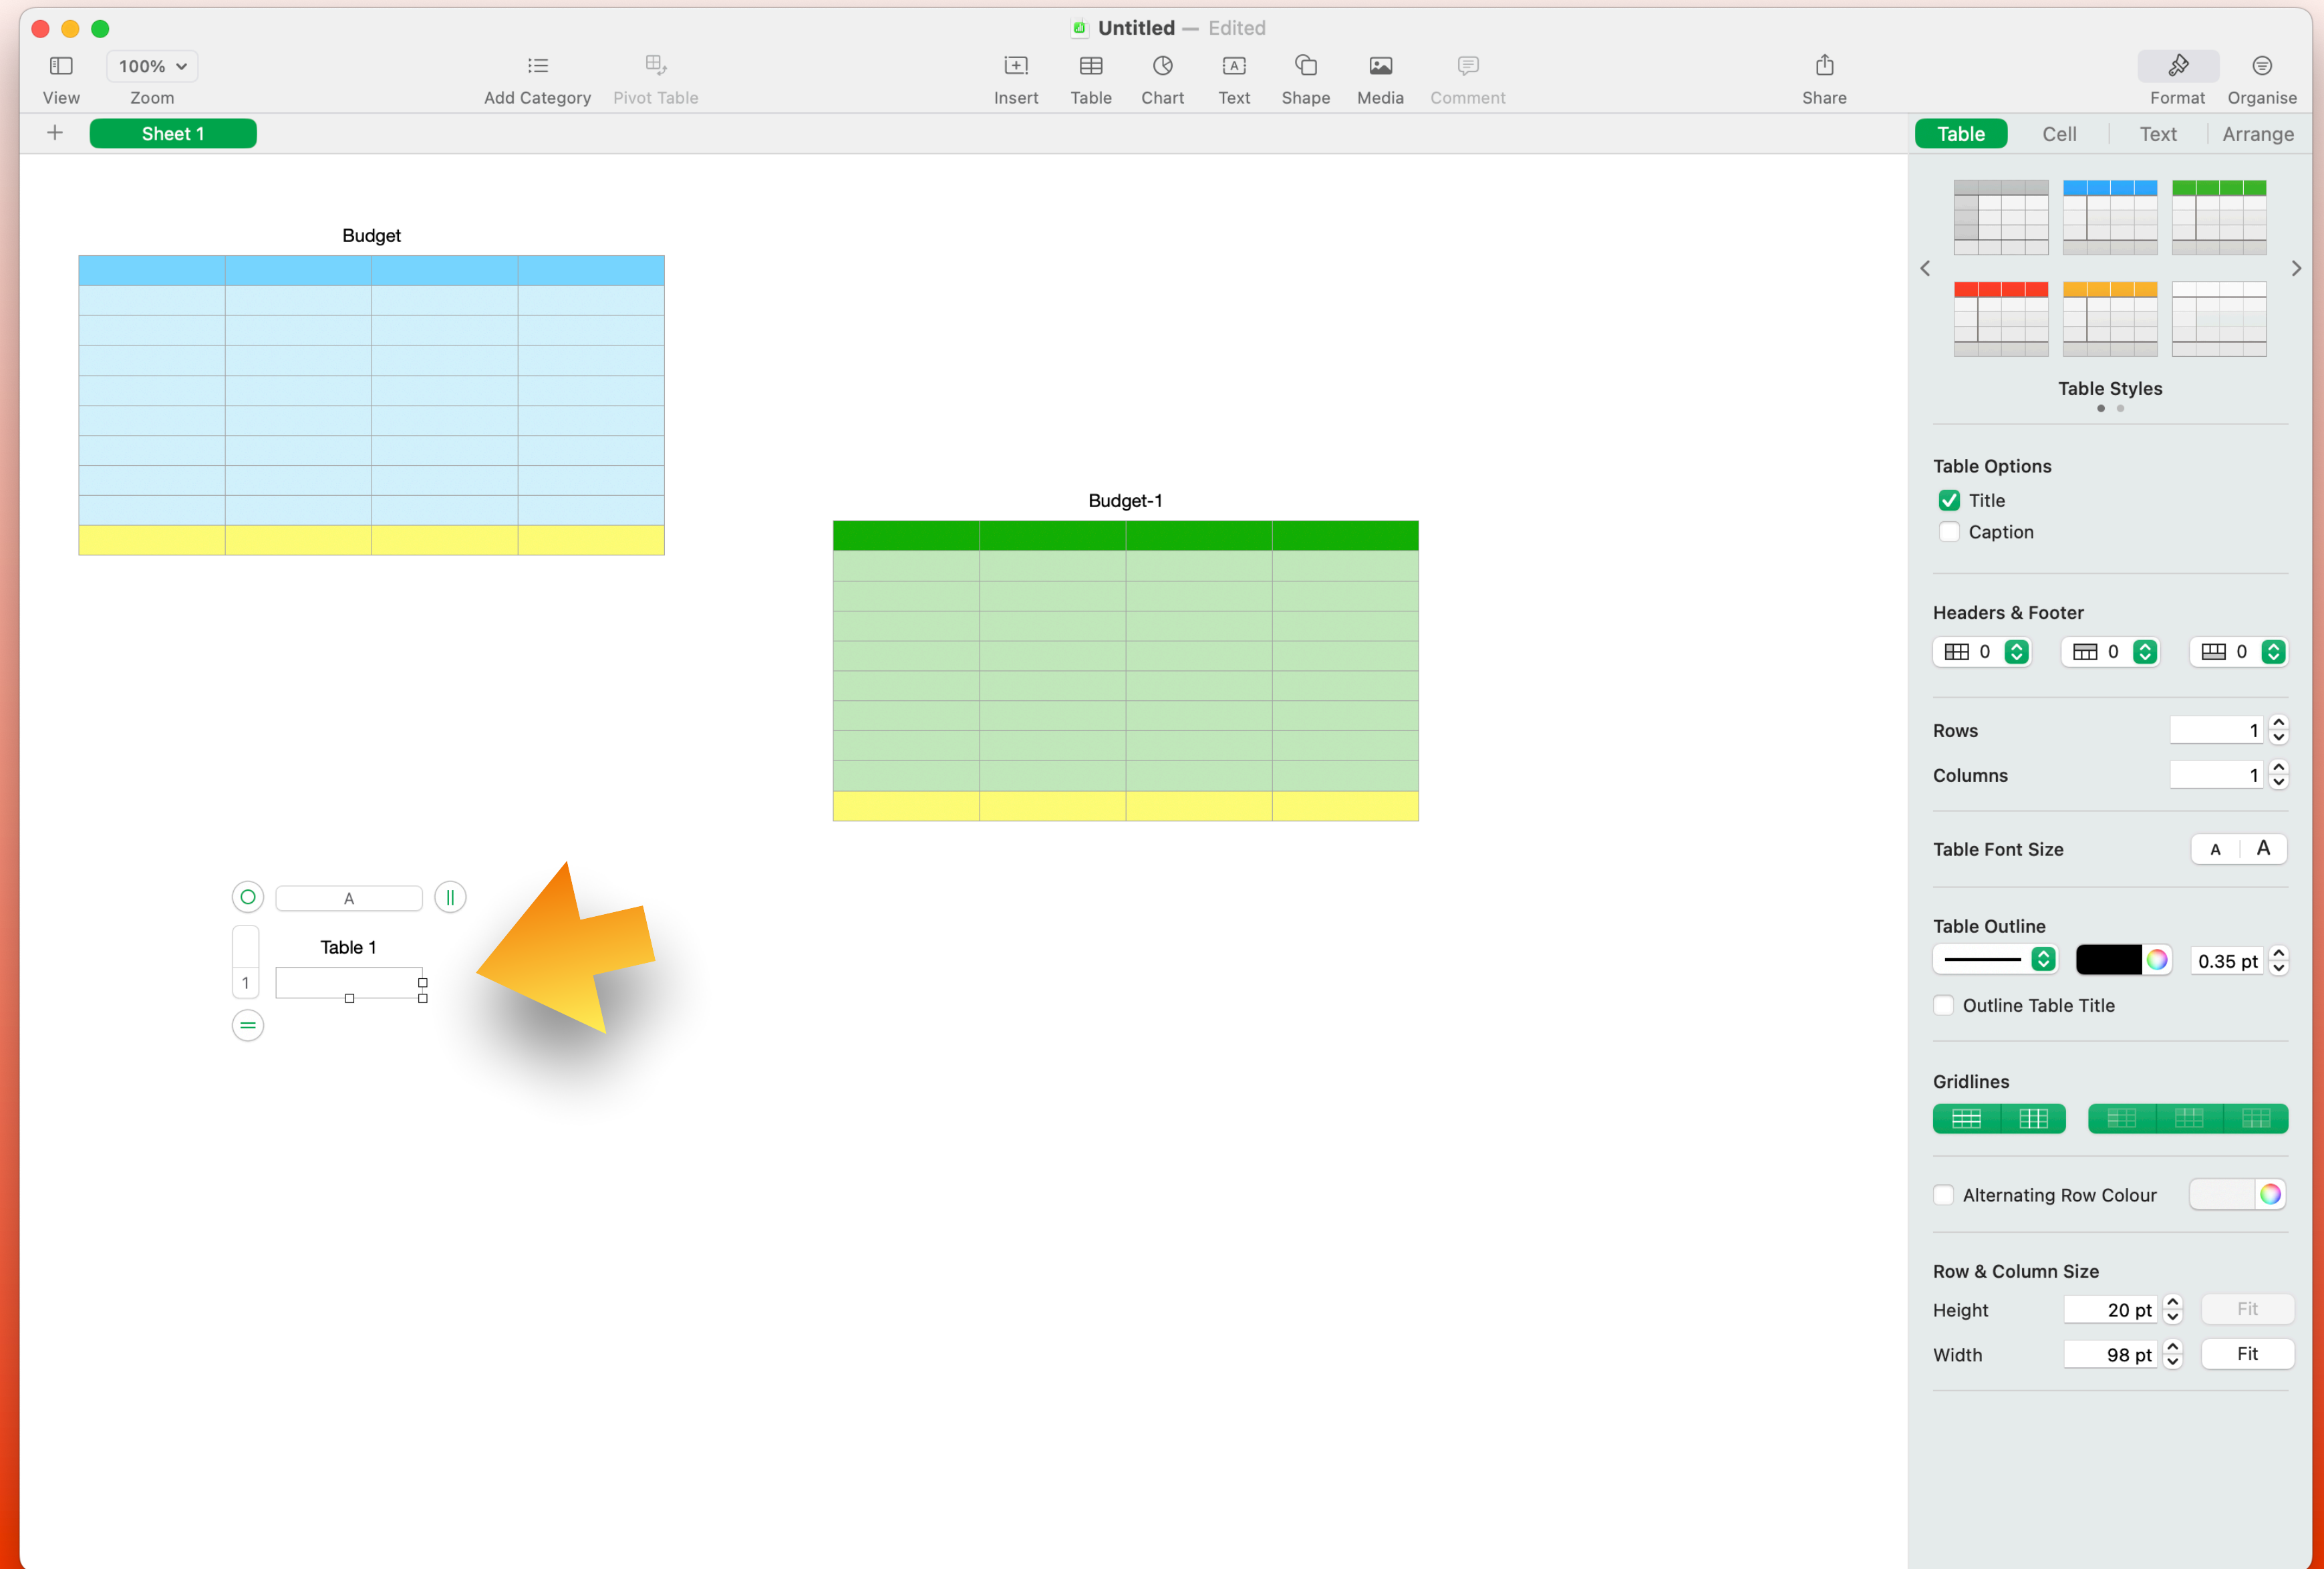 Untitled — Edited
100%
View
Zoom
Add Category
Pivot Table
Insert
Table
Chart
Text
Shape
Media
Comment
Share
Format
Organise
+ Sheet 1
Table
Cell
Text
Arrange
Budget
Budget-1
A
Table 1
1
Table Styles
Table Options
Title
Caption
Headers & Footer
0
0
0
Rows 1
Columns 1
Table Font Size A A
Table Outline
0.35 pt
Outline Table Title
Gridlines
Alternating Row Colour
Row & Column Size
Height 20 pt Fit
Width 98 pt Fit